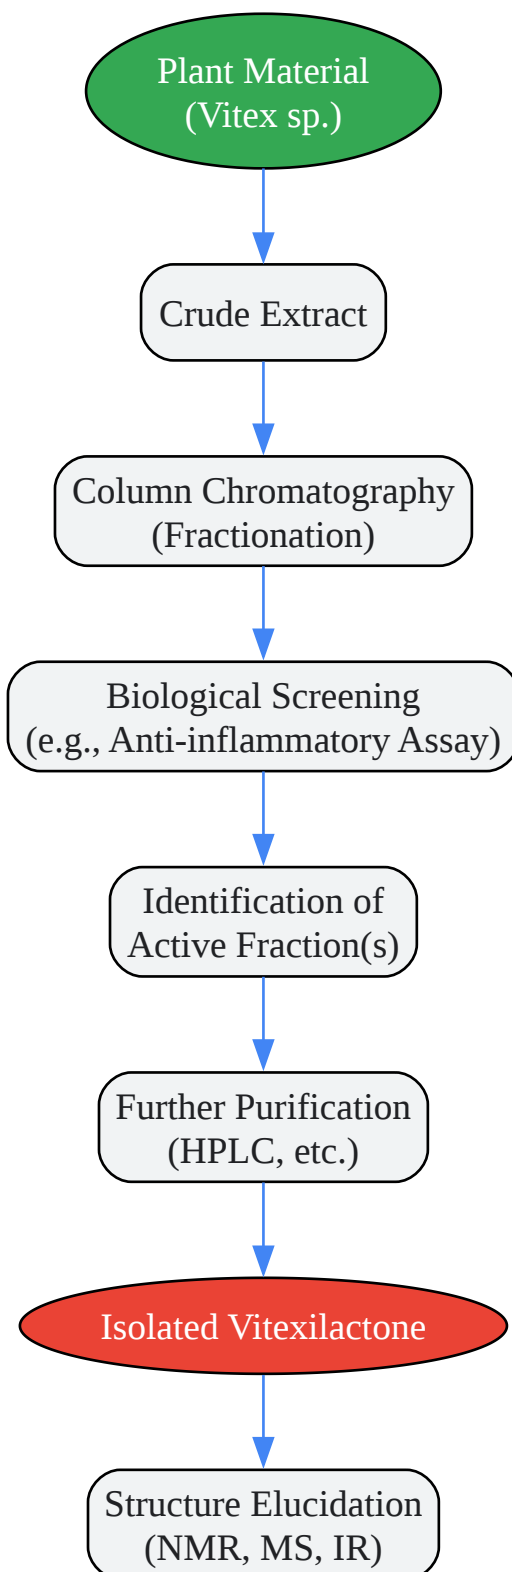 Plant Material
(Vitex sp.)
Crude Extract
Column Chromatography
(Fractionation)
Biological Screening
(e.g., Anti-inflammatory Assay)
Identification of
Active Fraction(s)
Further Purification
(HPLC, etc.)
Isolated Vitexilactone
Structure Elucidation
(NMR, MS, IR)